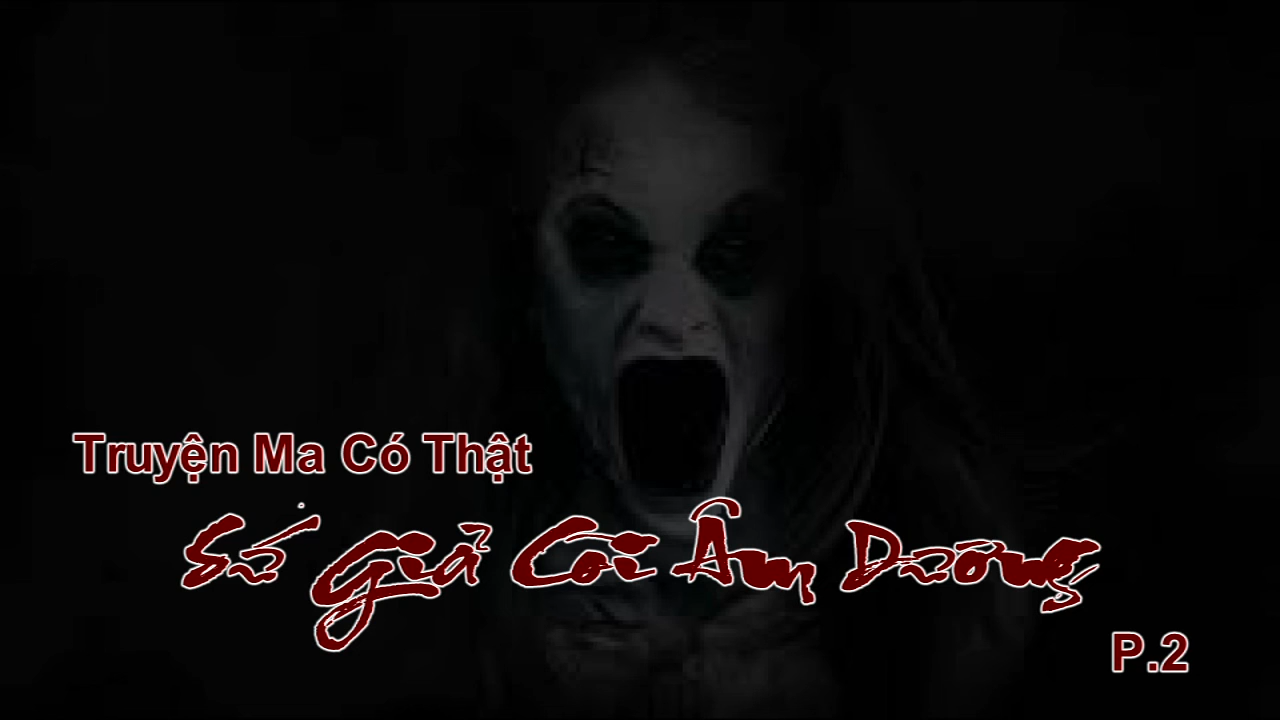 Truyện Ma Có Thật
Sứ Giả Cõi Âm Dương
P.2